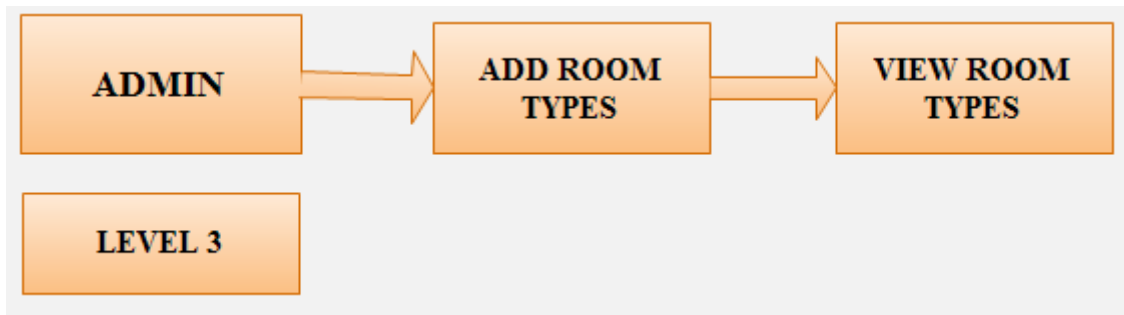 ADMIN
ADD ROOM
TYPES
VIEW ROOM
TYPES
LEVEL 3